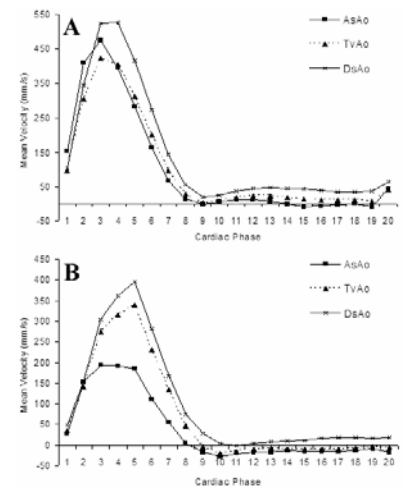 A
AsAo
TvAo
DsAo
Mean Velocity (mm/s)
550
450
350
250
150
50
-50
1 2 3 4 5 6 7 8 9 10 11 12 13 14 15 16 17 18 19 20
Cardiac Phase
B
AsAo
TvAo
DsAo
Mean Velocity (mm/s)
450
400
350
300
250
200
150
100
50
0
-50
1 2 3 4 5 6 7 8 9 10 11 12 13 14 15 16 17 18 19 20
Cardiac Phase